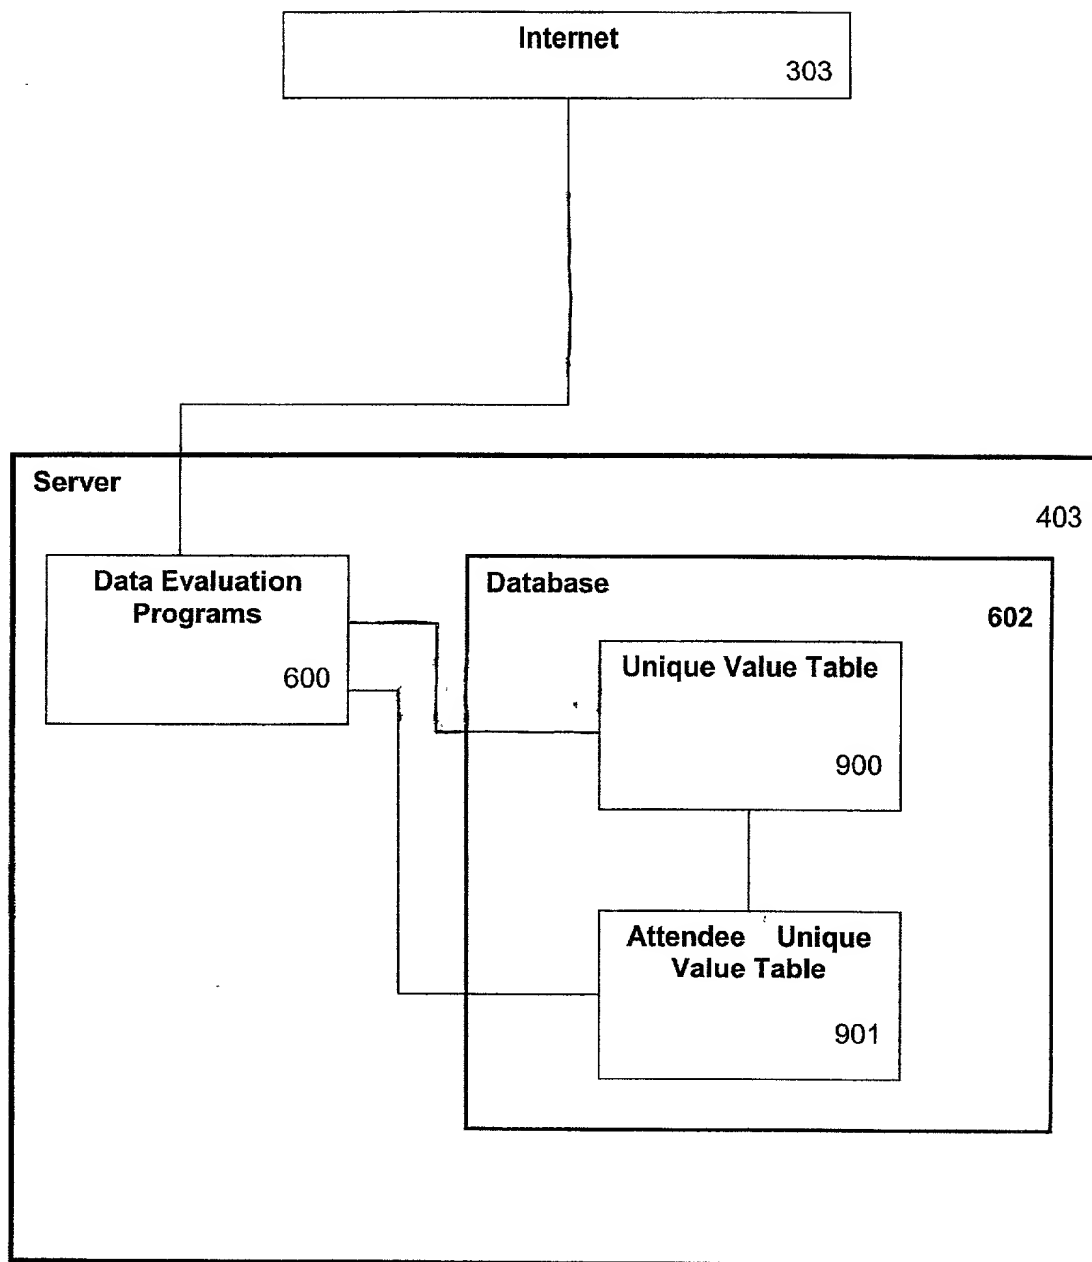 Internet
303
Server
403
Data Evaluation
Programs
600
Database
602
Unique Value Table
900
Attendee Unique
Value Table
901